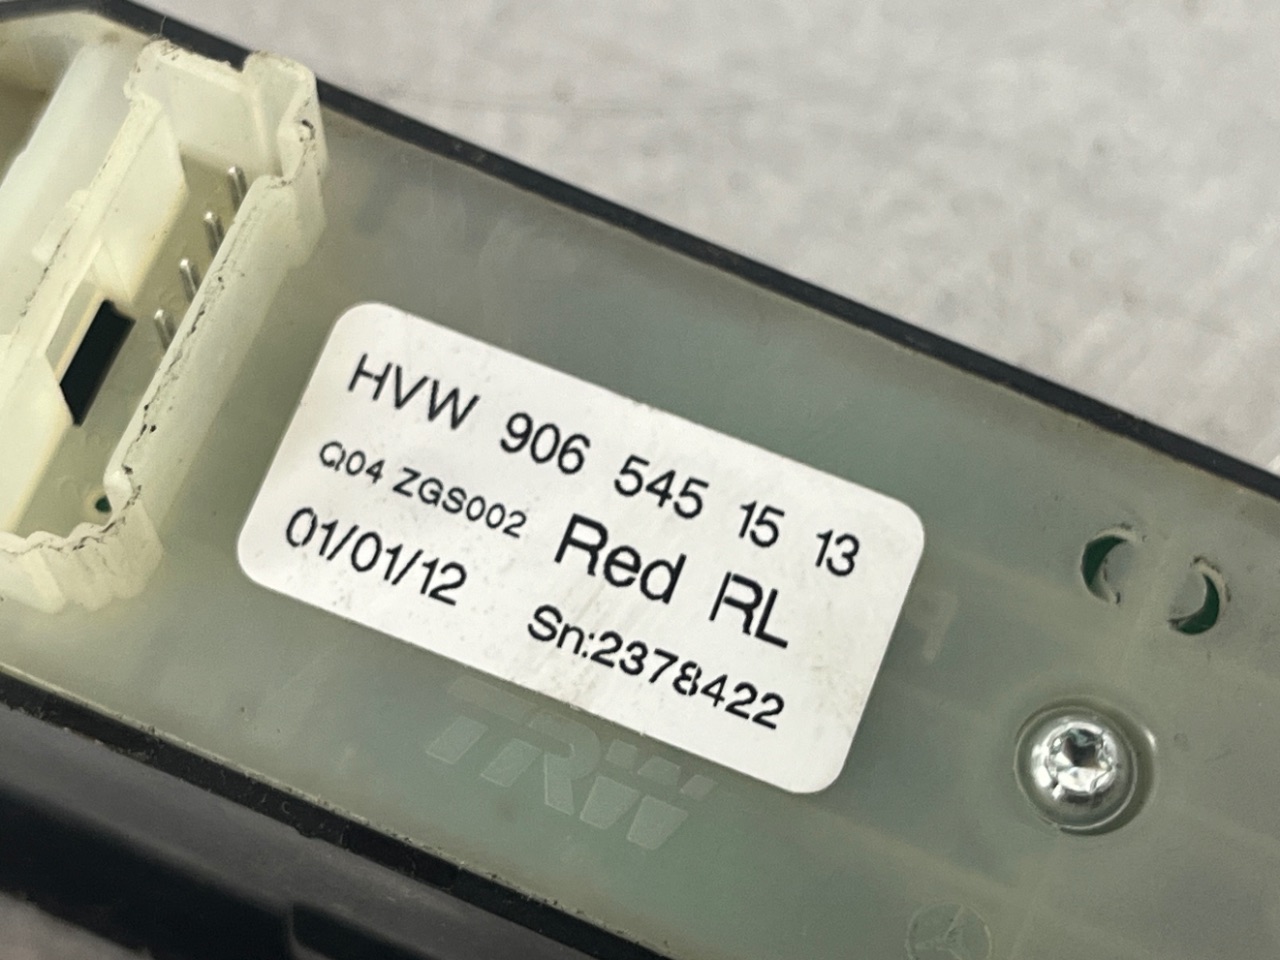 HVW 906 545 15 13
Q04 ZGS002 Red RL
01/01/12 Sn:2378422
TRW